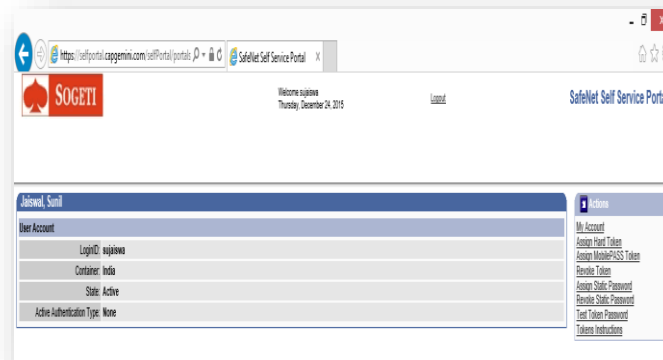 https://selfportal.capgemini.com/selfPortal/portals
SafeNet Self Service Portal
SOGETI
Welcome sujaiswa
Thursday, December 24, 2015
Logout
SafeNet Self Service
Jaiswal, Sunil
User Account
LoginID: sujaiswa
Container: India
State: Active
Active Authentication Type: None
Actions
My Account
Assign Hard Token
Assign MobilePASS Token
Revoke Token
Assign Static Password
Revoke Static Password
Test Token Password
Tokens Instructions